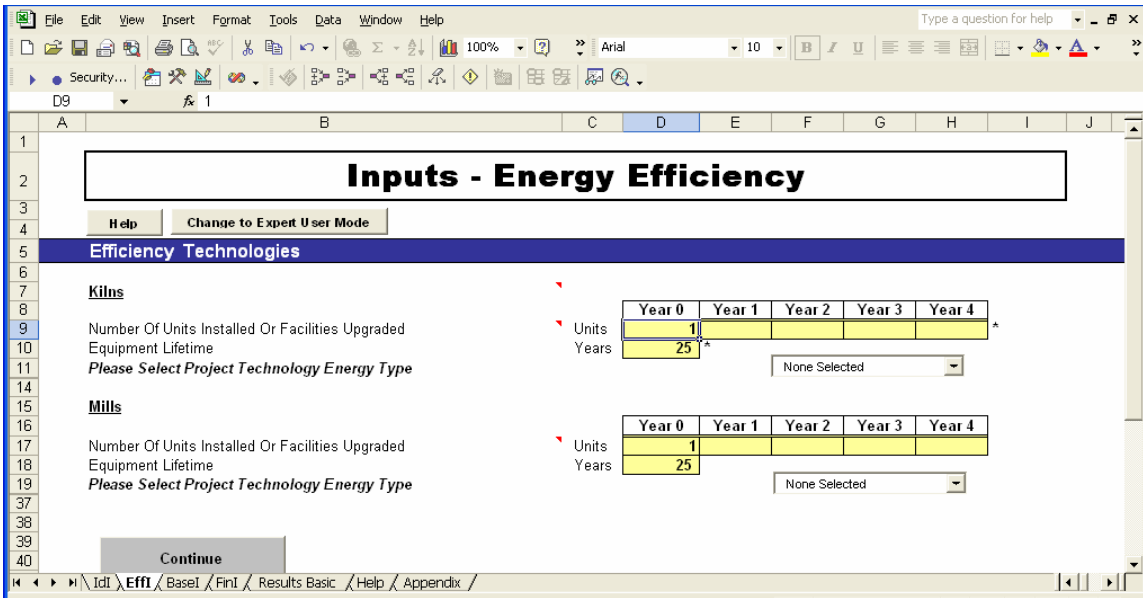 File Edit View Insert Format Tools Data Window Help Type a question for help
ABC 100% Arial 10 B I U A
Security...
D9 fx 1
A B C D E F G H I J
1
2 Inputs - Energy Efficiency
3
4 Help Change to Expert User Mode
5 Efficiency Technologies
6
7 Kilns
8 Year 0 Year 1 Year 2 Year 3 Year 4
9 Number Of Units Installed Or Facilities Upgraded Units 1 *
10 Equipment Lifetime Years 25 *
11 Please Select Project Technology Energy Type None Selected
14
15 Mills
16 Year 0 Year 1 Year 2 Year 3 Year 4
17 Number Of Units Installed Or Facilities Upgraded Units 1
18 Equipment Lifetime Years 25
19 Please Select Project Technology Energy Type None Selected
37
38
39
40 Continue
IdI EffI BaseI FinI Results Basic Help Appendix